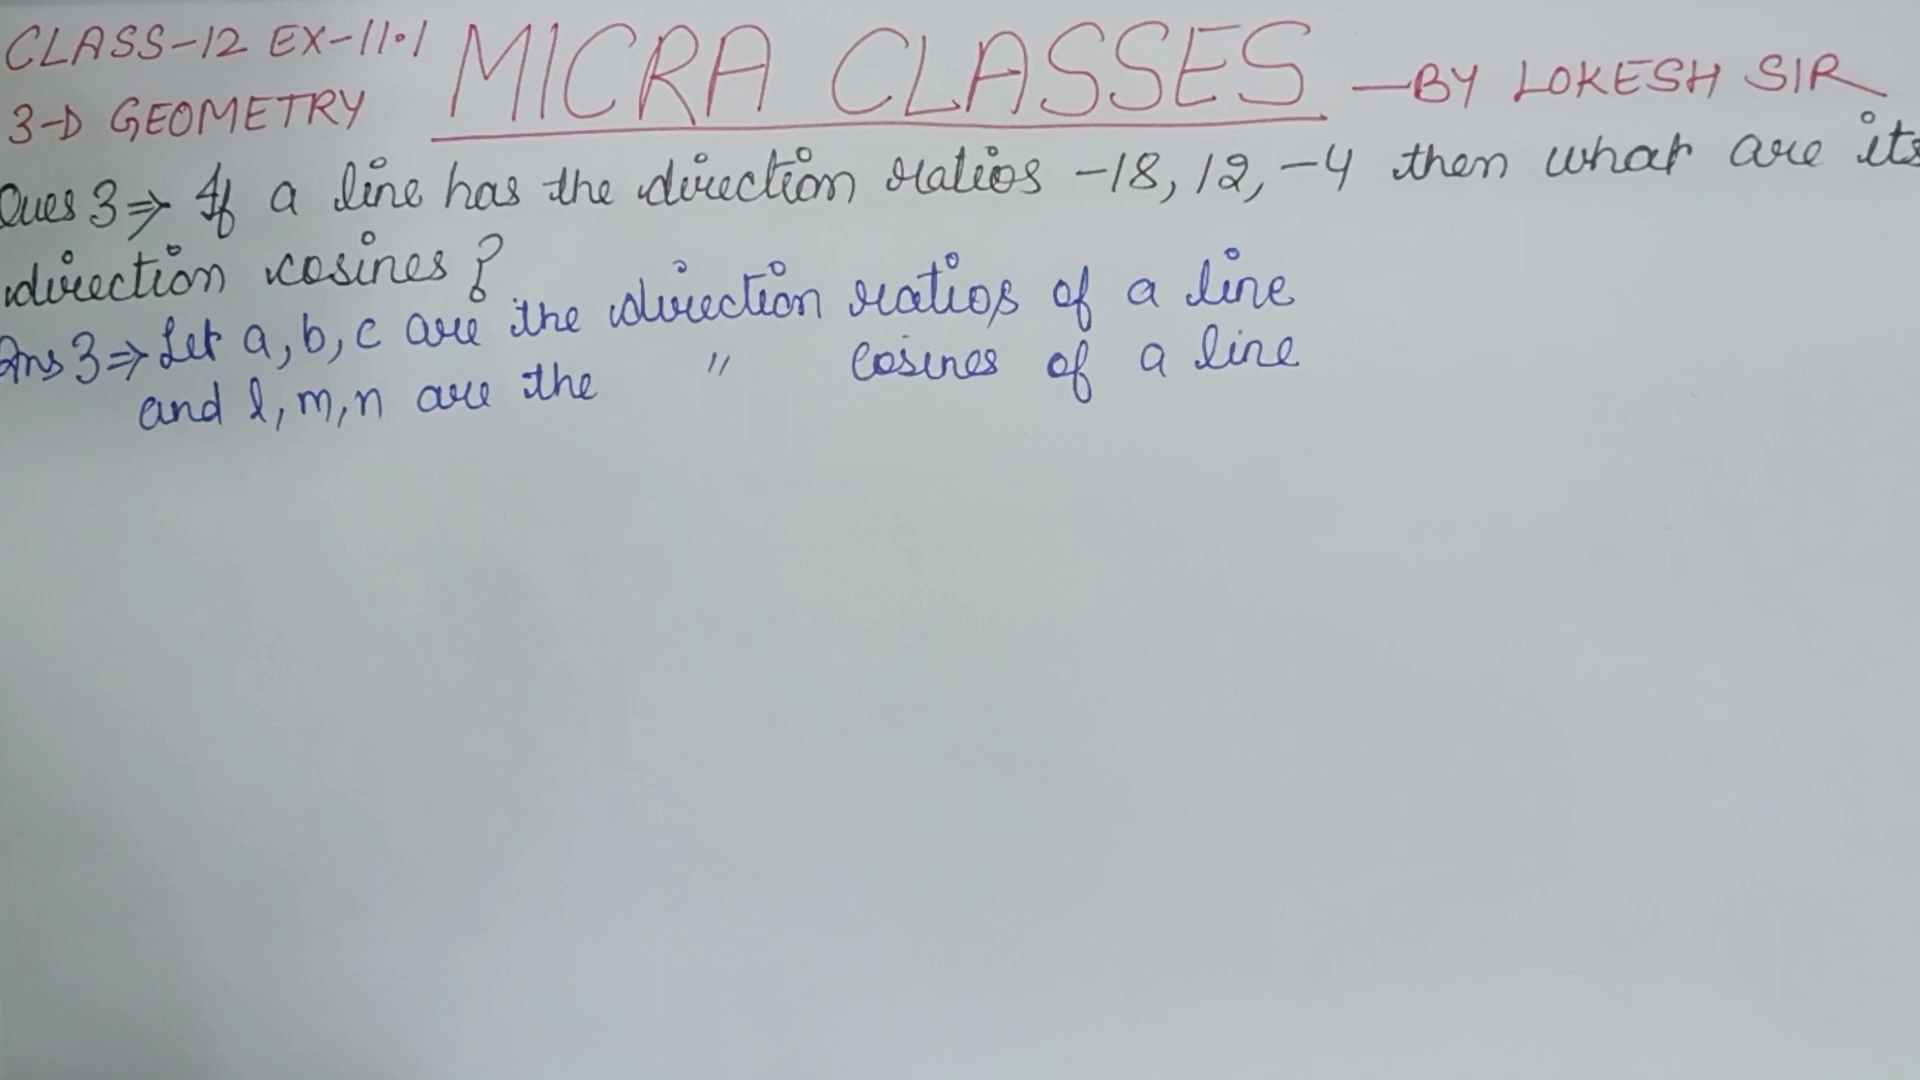 CLASS-12 EX-11.1 MICRA CLASSES -BY LOKESH SIR
3-D GEOMETRY
Ques 3⇒ If a line has the direction ratios -18, 12, -4 then what are its
direction cosines?
Ans 3⇒ Let a, b, c are the direction ratios of a line
and l, m, n are the " Cosines of a line